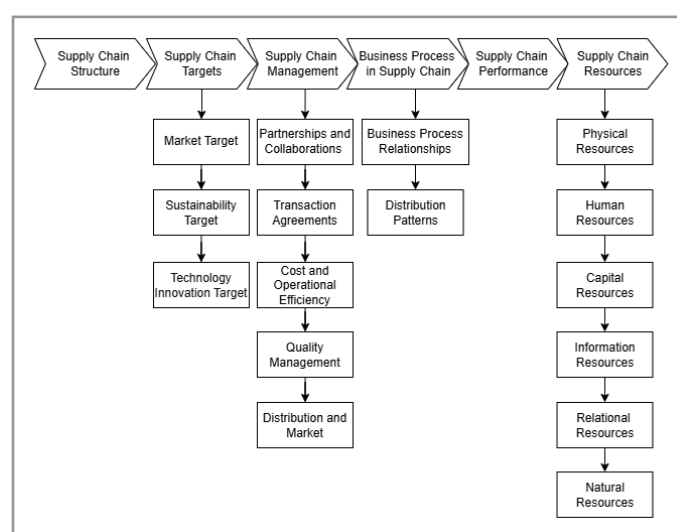 Supply Chain
Structure
Supply Chain
Targets
Supply Chain
Management
Business Process
in Supply Chain
Supply Chain
Performance
Supply Chain
Resources
Market Target
Sustainability
Target
Technology
Innovation Target
Partnerships and
Collaborations
Transaction
Agreements
Cost and
Operational
Efficiency
Quality
Management
Distribution and
Market
Business Process
Relationships
Distribution
Patterns
Physical
Resources
Human
Resources
Capital
Resources
Information
Resources
Relational
Resources
Natural
Resources